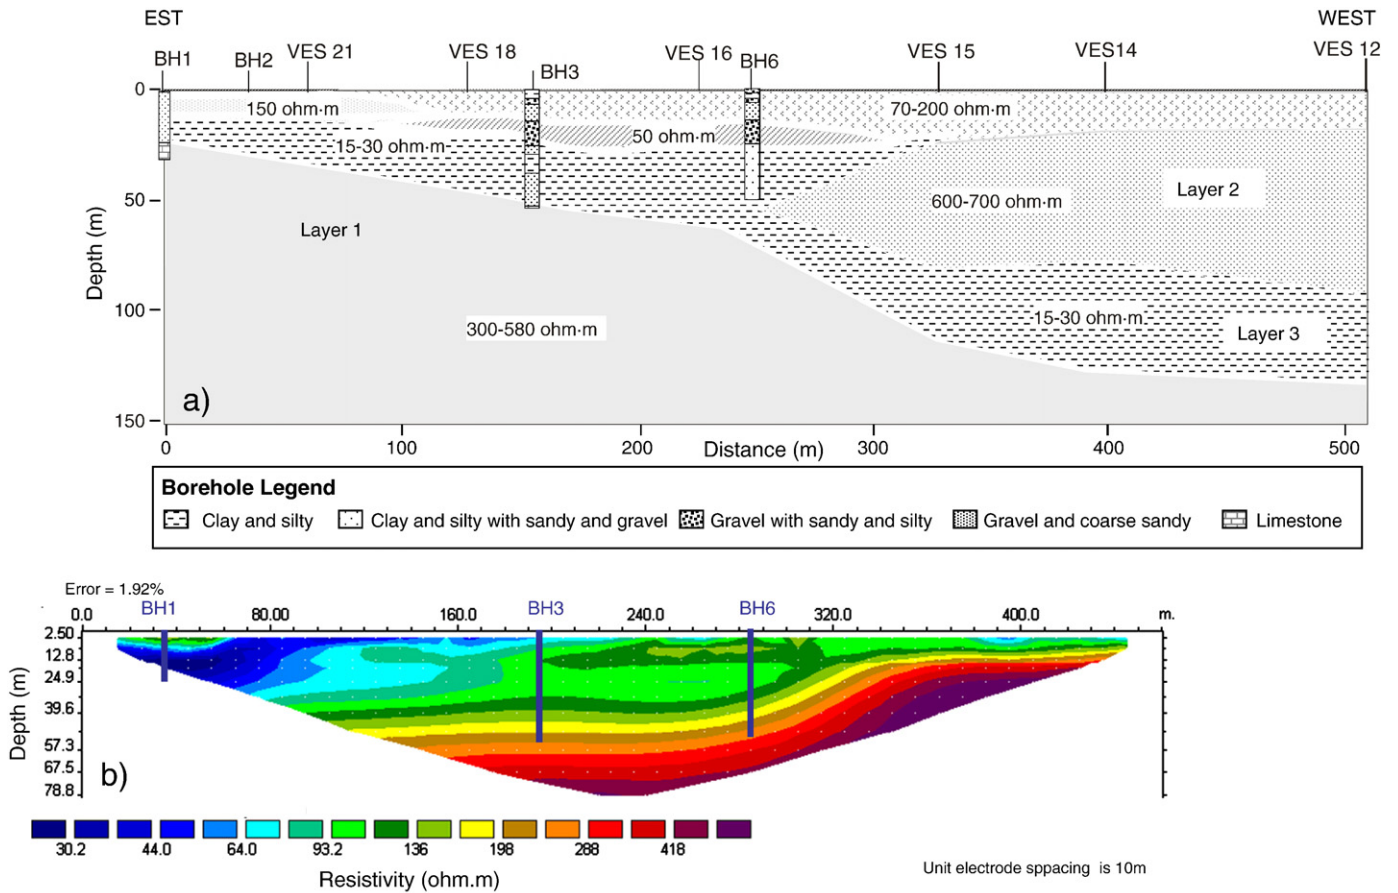 EST WEST
BH1 BH2 VES 21 VES 18 BH3 VES 16 BH6 VES 15 VES14 VES 12
0
150 ohm·m 70-200 ohm·m
15-30 ohm·m 50 ohm·m
50
Layer 1 600-700 ohm·m Layer 2
Depth (m)
100
300-580 ohm·m 15-30 ohm·m Layer 3
a)
150
0 100 200 Distance (m) 300 400 500
Borehole Legend
Clay and silty Clay and silty with sandy and gravel Gravel with sandy and silty Gravel and coarse sandy Limestone
Error = 1.92%
0.0 BH1 80.00 160.0 BH3 240.0 BH6 320.0 400.0 m.
2.50
12.8
24.9
39.6
57.3
67.5
78.8
Depth (m)
b)
30.2 44.0 64.0 93.2 136 198 288 418
Resistivity (ohm.m)
Unit electrode sppacing is 10m